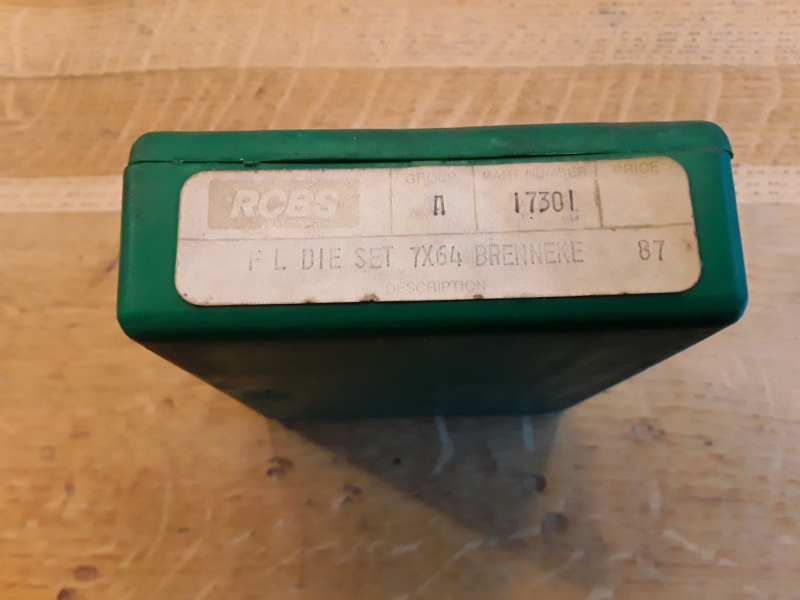 RCBS GROUP PART NUMBER PRICE
A 17301
F L DIE SET 7X64 BRENNEKE 87
DESCRIPTION